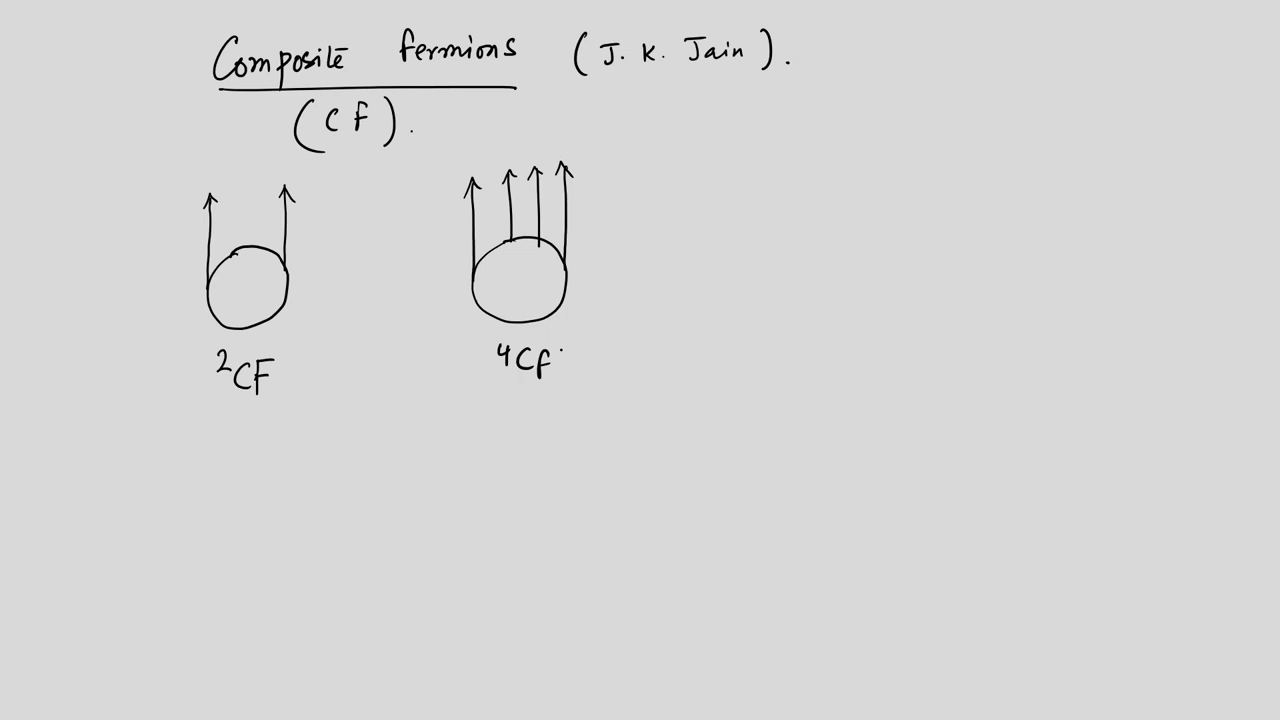 Composite fermions (J. K. Jain).
(CF).
²CF
⁴Cf